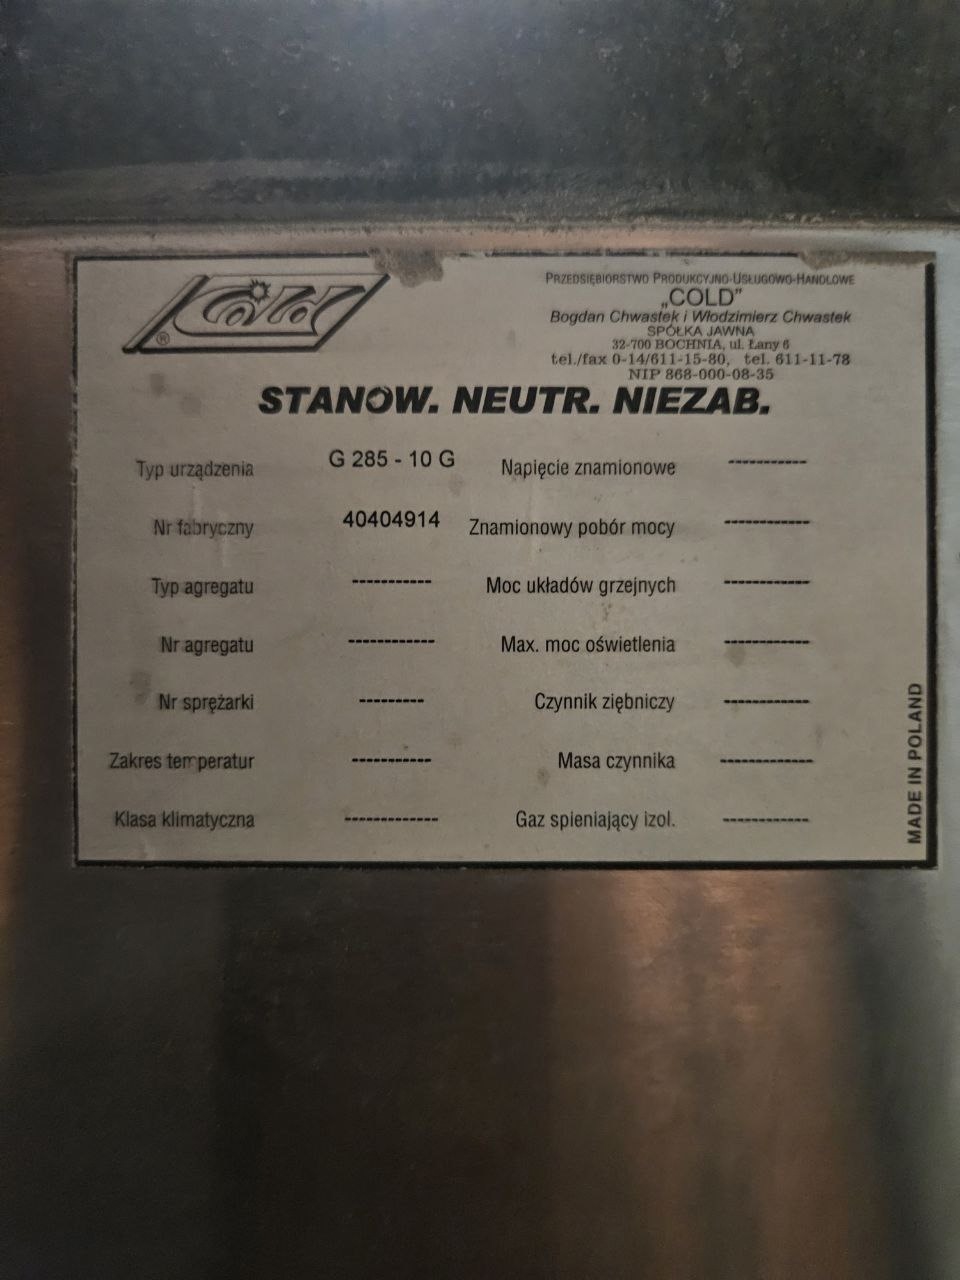 Cold
®
PRZEDSIĘBIORSTWO PRODUKCYJNO-USŁUGOWO-HANDLOWE
„COLD”
Bogdan Chwastek i Włodzimierz Chwastek
SPÓŁKA JAWNA
32-700 BOCHNIA, ul. Łany 6
tel./fax 0-14/611-15-80, tel. 611-11-78
NIP 868-000-08-35
STANOW. NEUTR. NIEZAB.
Typ urządzenia G 285 - 10 G Napięcie znamionowe -----------
Nr fabryczny 40404914 Znamionowy pobór mocy ------------
Typ agregatu ----------- Moc układów grzejnych ------------
Nr agregatu ------------ Max. moc oświetlenia ------------
Nr sprężarki --------- Czynnik ziębniczy ------------
Zakres temperatur ----------- Masa czynnika -------------
Klasa klimatyczna ------------- Gaz spieniający izol. ------------
MADE IN POLAND